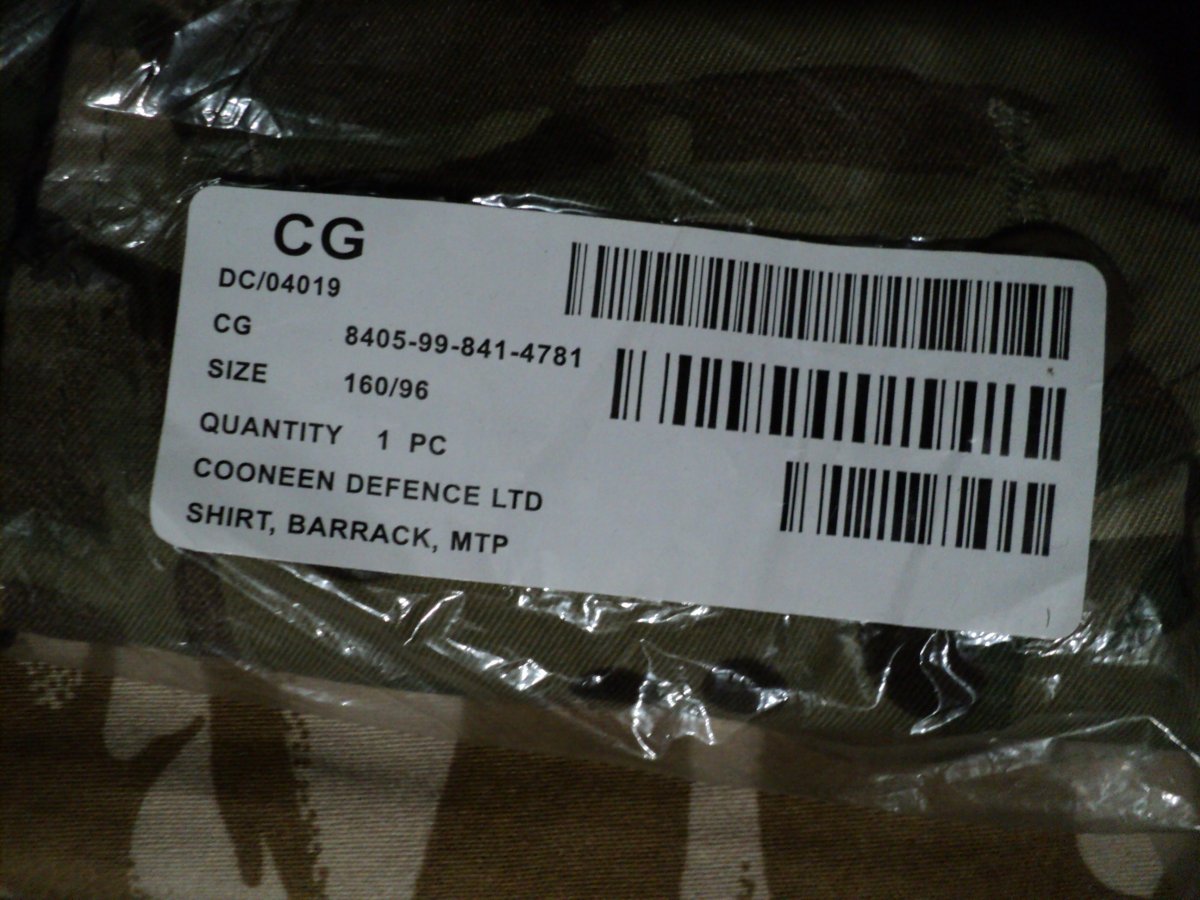 CG
DC/04019
CG 8405-99-841-4781
SIZE 160/96
QUANTITY 1 PC
COONEEN DEFENCE LTD
SHIRT, BARRACK, MTP